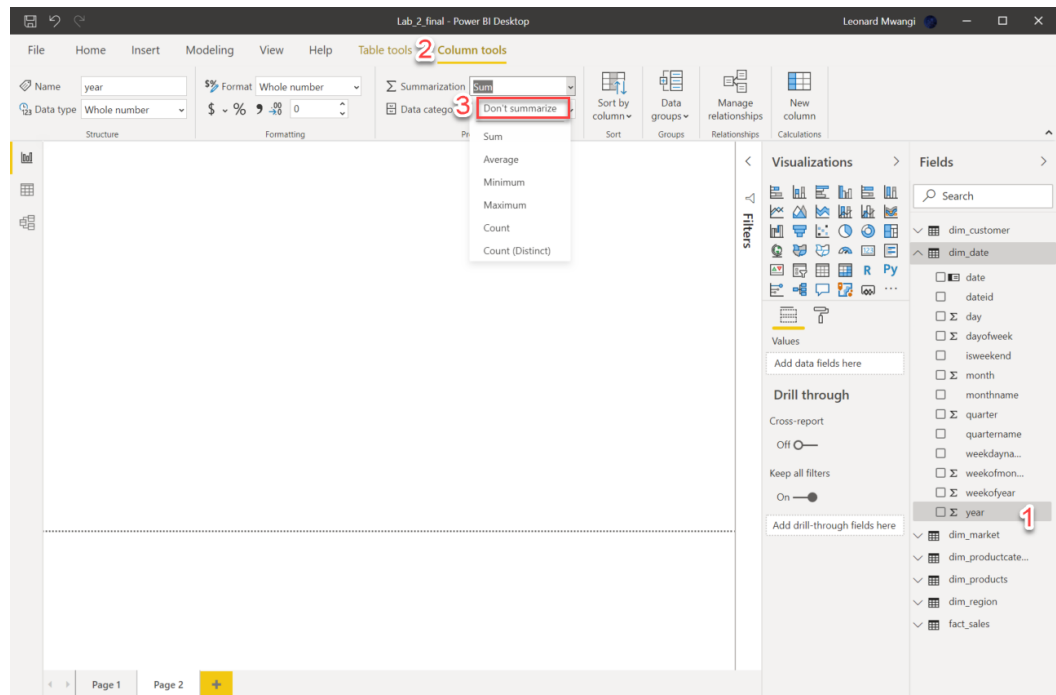 Lab_2_final - Power BI Desktop
Leonard Mwangi
File Home Insert Modeling View Help Table tools 2 Column tools
Name year
Data type Whole number
Structure
$% Format Whole number
$ % 9 .00 0
Formatting
Σ Summarization Sum
Data catego 3
Don't summarize
Sum
Average
Minimum
Maximum
Count
Count (Distinct)
Pr
Sort by
column
Sort
Data
groups
Groups
Manage
relationships
Relationships
New
column
Calculations
Filters
Visualizations
R Py
Values
Add data fields here
Drill through
Cross-report
Off
Keep all filters
On
Add drill-through fields here
Fields
Search
dim_customer
dim_date
date
dateid
Σ day
Σ dayofweek
isweekend
Σ month
monthname
Σ quarter
quartername
weekdayna...
Σ weekofmon...
Σ weekofyear
Σ year 1
dim_market
dim_productcate...
dim_products
dim_region
fact_sales
Page 1 Page 2 +